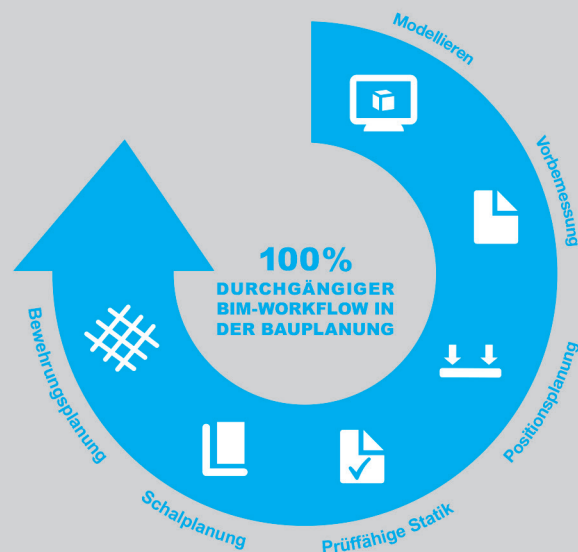 Modellieren
Vorbemessung
Positionsplanung
Prüffähige Statik
Schalplanung
Bewehrungsplanung
100%
DURCHGÄNGIGER
BIM-WORKFLOW IN
DER BAUPLANUNG